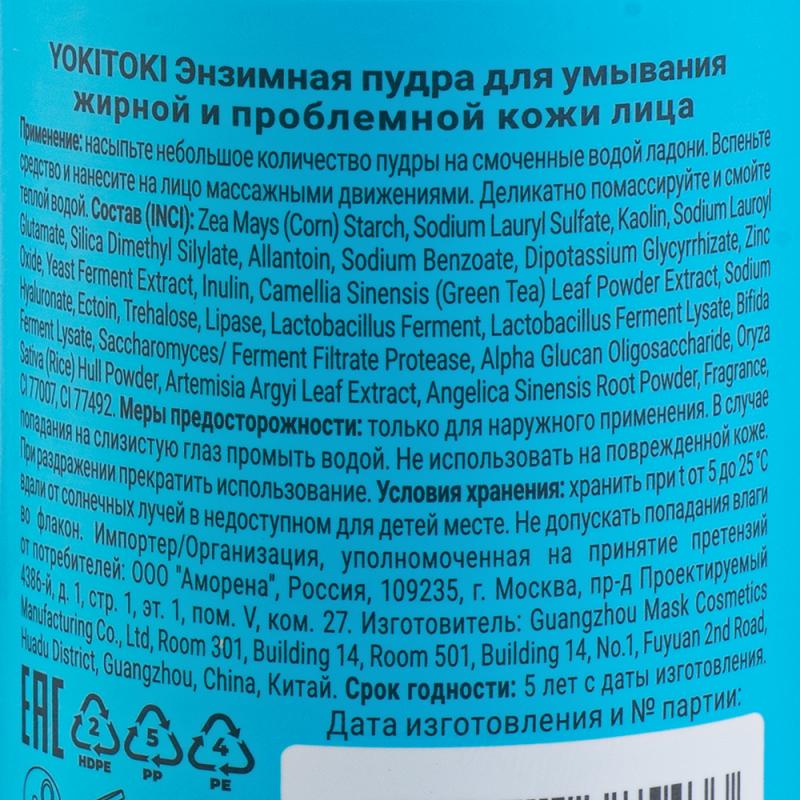 YOKITOKI Энзимная пудра для умывания
жирной и проблемной кожи лица
Применение: насыпьте небольшое количество пудры на смоченные водой ладони. Вспеньте
средство и нанесите на лицо массажными движениями. Деликатно помассируйте и смойте
теплой водой. Состав (INCI): Zea Mays (Corn) Starch, Sodium Lauryl Sulfate, Kaolin, Sodium Lauroyl
Glutamate, Silica Dimethyl Silylate, Allantoin, Sodium Benzoate, Dipotassium Glycyrrhizate, Zinc
Oxide, Yeast Ferment Extract, Inulin, Camellia Sinensis (Green Tea) Leaf Powder Extract, Sodium
Hyaluronate, Ectoin, Trehalose, Lipase, Lactobacillus Ferment, Lactobacillus Ferment Lysate, Bifida
Ferment Lysate, Saccharomyces/ Ferment Filtrate Protease, Alpha Glucan Oligosaccharide, Oryza
Sativa (Rice) Hull Powder, Artemisia Argyi Leaf Extract, Angelica Sinensis Root Powder, Fragrance,
CI 77007, CI 77492. Меры предосторожности: только для наружного применения. В случае
попадания на слизистую глаз промыть водой. Не использовать на поврежденной коже.
При раздражении прекратить использование. Условия хранения: хранить при t от 5 до 25 °C
вдали от солнечных лучей в недоступном для детей месте. Не допускать попадания влаги
во флакон. Импортер/Организация, уполномоченная на принятие претензий
от потребителей: ООО "Аморена", Россия, 109235, г. Москва, пр-д Проектируемый
4386-й, д. 1, стр. 1, эт. 1, пом. V, ком. 27. Изготовитель: Guangzhou Mask Cosmetics
Manufacturing Co., Ltd, Room 301, Building 14, Room 501, Building 14, No.1, Fuyuan 2nd Road,
Huadu District, Guangzhou, China, Китай. Срок годности: 5 лет с даты изготовления.
Дата изготовления и № партии:
EAC
2 5 4
HDPE PP PE